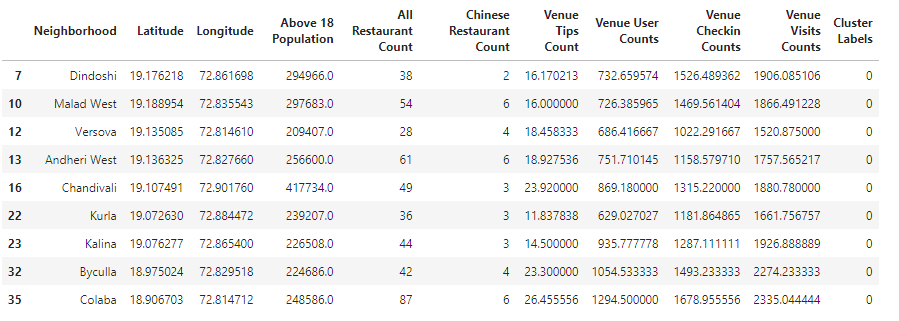 Neighborhood Latitude Longitude Above 18 Population All Restaurant Count Chinese Restaurant Count Venue Tips Count Venue User Counts Venue Checkin Counts Venue Visits Counts Cluster Labels
7 Dindoshi 19.176218 72.861698 294966.0 38 2 16.170213 732.659574 1526.489362 1906.085106 0
10 Malad West 19.188954 72.835543 297683.0 54 6 16.000000 726.385965 1469.561404 1866.491228 0
12 Versova 19.135085 72.814610 209407.0 28 4 18.458333 686.416667 1022.291667 1520.875000 0
13 Andheri West 19.136325 72.827660 256600.0 61 6 18.927536 751.710145 1158.579710 1757.565217 0
16 Chandivali 19.107491 72.901760 417734.0 49 3 23.920000 869.180000 1315.220000 1880.780000 0
22 Kurla 19.072630 72.884472 239207.0 36 3 11.837838 629.027027 1181.864865 1661.756757 0
23 Kalina 19.076277 72.865400 226508.0 44 3 14.500000 935.777778 1287.111111 1926.888889 0
32 Byculla 18.975024 72.829518 224686.0 42 4 23.300000 1054.533333 1493.233333 2274.233333 0
35 Colaba 18.906703 72.814712 248586.0 87 6 26.455556 1294.500000 1678.955556 2335.044444 0